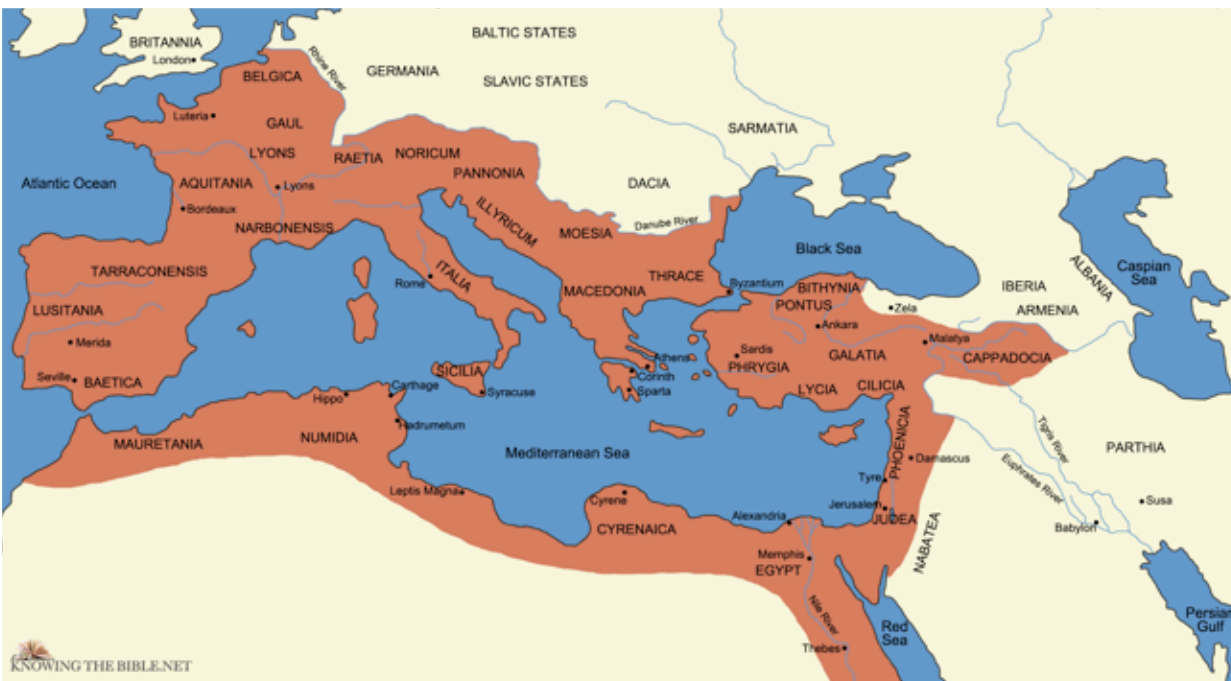 BRITANNIA
London
BALTIC STATES
GERMANIA
SLAVIC STATES
Rhine River
BELGICA
Luteria
GAUL
SARMATIA
LYONS
RAETIA
NORICUM
PANNONIA
Atlantic Ocean
AQUITANIA
Lyons
DACIA
Bordeaux
NARBONENSIS
ILLYRICUM
MOESIA
Danube River
Black Sea
ALBANIA
Caspian
Sea
TARRACONENSIS
Rome
ITALIA
THRACE
Byzantium
MACEDONIA
BITHYNIA
PONTUS
IBERIA
Zela
ARMENIA
LUSITANIA
Merida
Ankara
Malatya
Sardis
GALATIA
CAPPADOCIA
Athens
PHRYGIA
Seville
BAETICA
SICILIA
Corinth
Sparta
LYCIA
CILICIA
Carthage
Hippo
Syracuse
Hadrumetum
MAURETANIA
NUMIDIA
Mediterranean Sea
PHOENICIA
Damascus
Tigris River
PARTHIA
Euphrates River
Tyre
Leptis Magna
Cyrene
Susa
Jerusalem
JUDEA
Alexandria
CYRENAICA
Babylon
NABATEA
Memphis
EGYPT
Nile River
Red
Sea
Persian
Gulf
Thebes
KNOWING THE BIBLE.NET